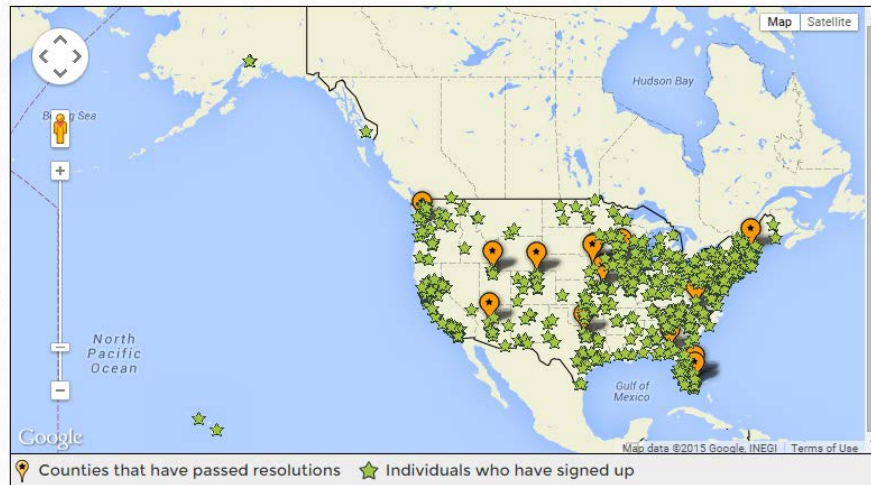 Map Satellite
Hudson Bay
Bering Sea
North
Pacific
Ocean
Gulf of
Mexico
Google
Map data ©2015 Google, INEGI Terms of Use
Counties that have passed resolutions Individuals who have signed up